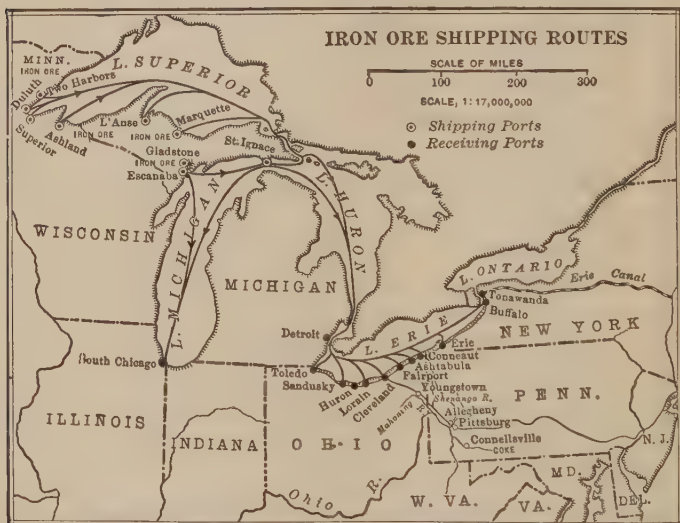 IRON ORE SHIPPING ROUTES
SCALE OF MILES
0 100 200 300
SCALE, 1:17,000,000
Shipping Ports
Receiving Ports
MINN.
IRON ORE
L. SUPERIOR
Duluth
Two Harbors
Superior
Ashland
IRON ORE
L'Anse
IRON ORE
Marquette
St. Ignace
Gladstone
IRON ORE
Escanaba
L. HURON
L. MICHIGAN
WISCONSIN
MICHIGAN
L. ONTARIO
Erie Canal
Tonawanda
Buffalo
NEW YORK
Detroit
L. ERIE
Erie
South Chicago
Toledo
Conneaut
Ashtabula
Sandusky
Fairport
Huron
Lorain
Cleveland
Youngstown
Shenango R.
PENN.
Mahoning R.
Allegheny
Pittsburg
ILLINOIS
INDIANA
OHIO
Connellsville
COKE
N. J.
MD.
Ohio R.
W. VA.
VA.
DEL.